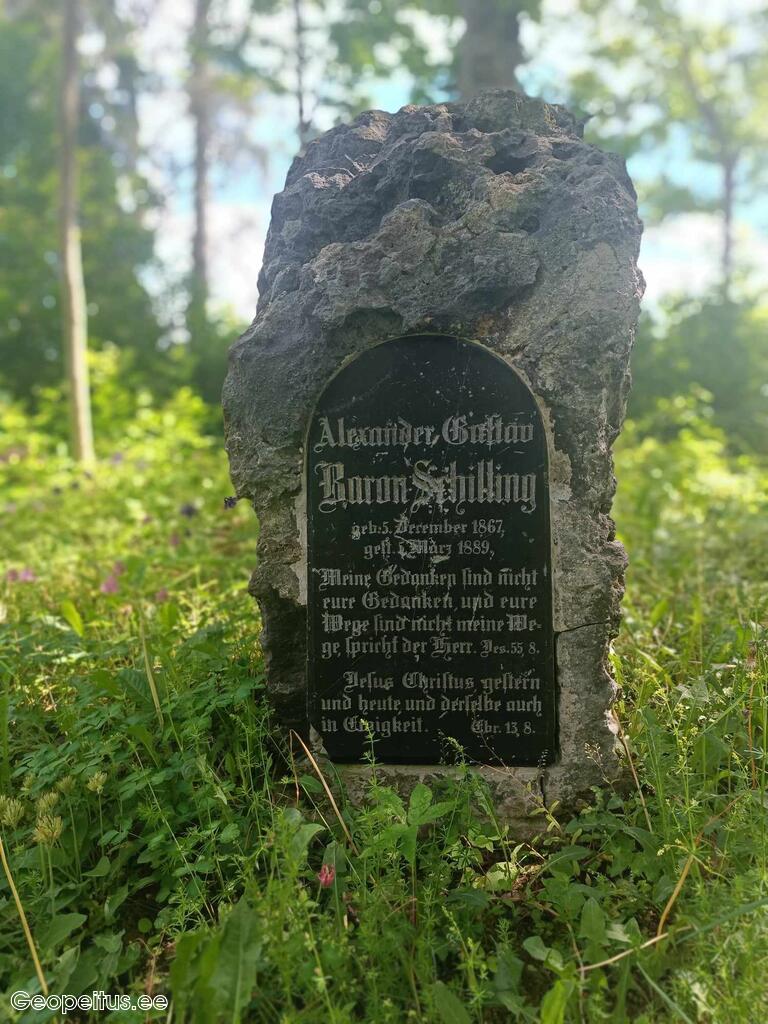 Alexander Gustav
Baron Schilling
geb. 5. December 1867,
gest. März 1889,
Meine Gedanken sind nicht
eure Gedanken, und eure
Wege sind nicht meine We-
ge spricht der Herr. Jes. 55 8.
Jesus Christus gestern
und heute und derselbe auch
in Ewigkeit. Ebr. 13, 8.
Geopeitus.ee